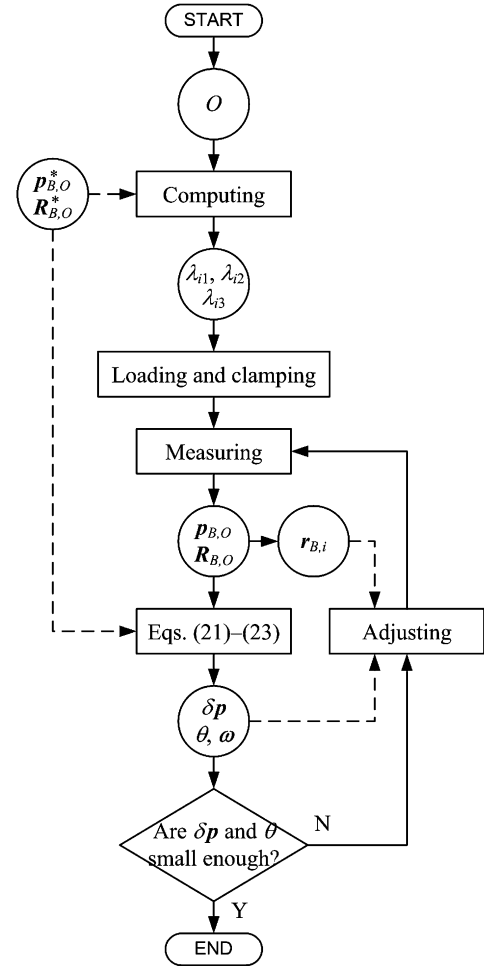 START
O
p*B,O
R*B,O
Computing
λi1, λi2
λi3
Loading and clamping
Measuring
pB,O
RB,O
rB,i
Eqs. (21)–(23)
Adjusting
δp
θ, ω
Are δp and θ
small enough?
N
Y
END